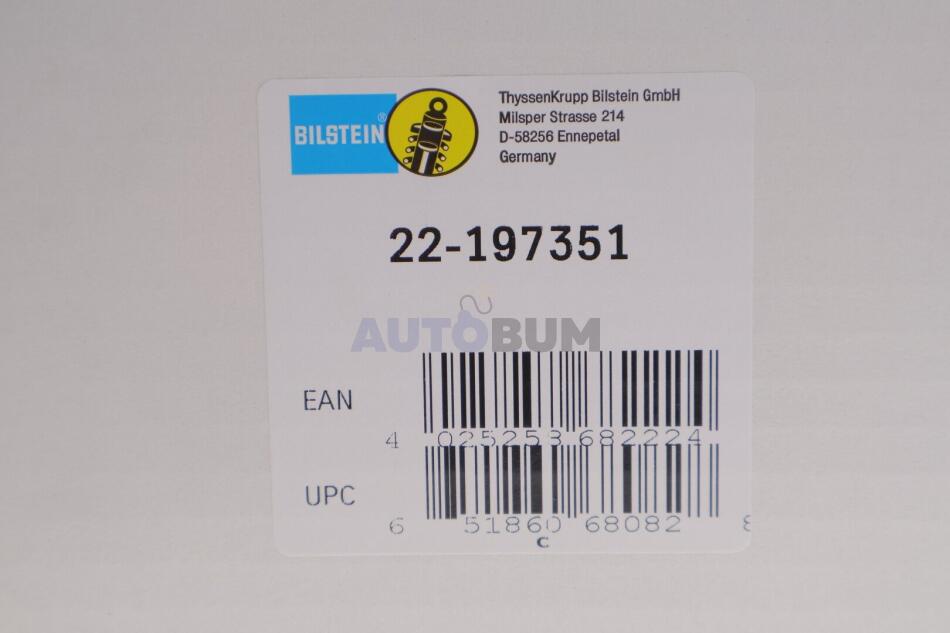 BILSTEIN®
ThyssenKrupp Bilstein GmbH
Milsper Strasse 214
D-58256 Ennepetal
Germany
22-197351
AUTOBUM
EAN
4 025258 682224
UPC
6 51860 68082 8
C